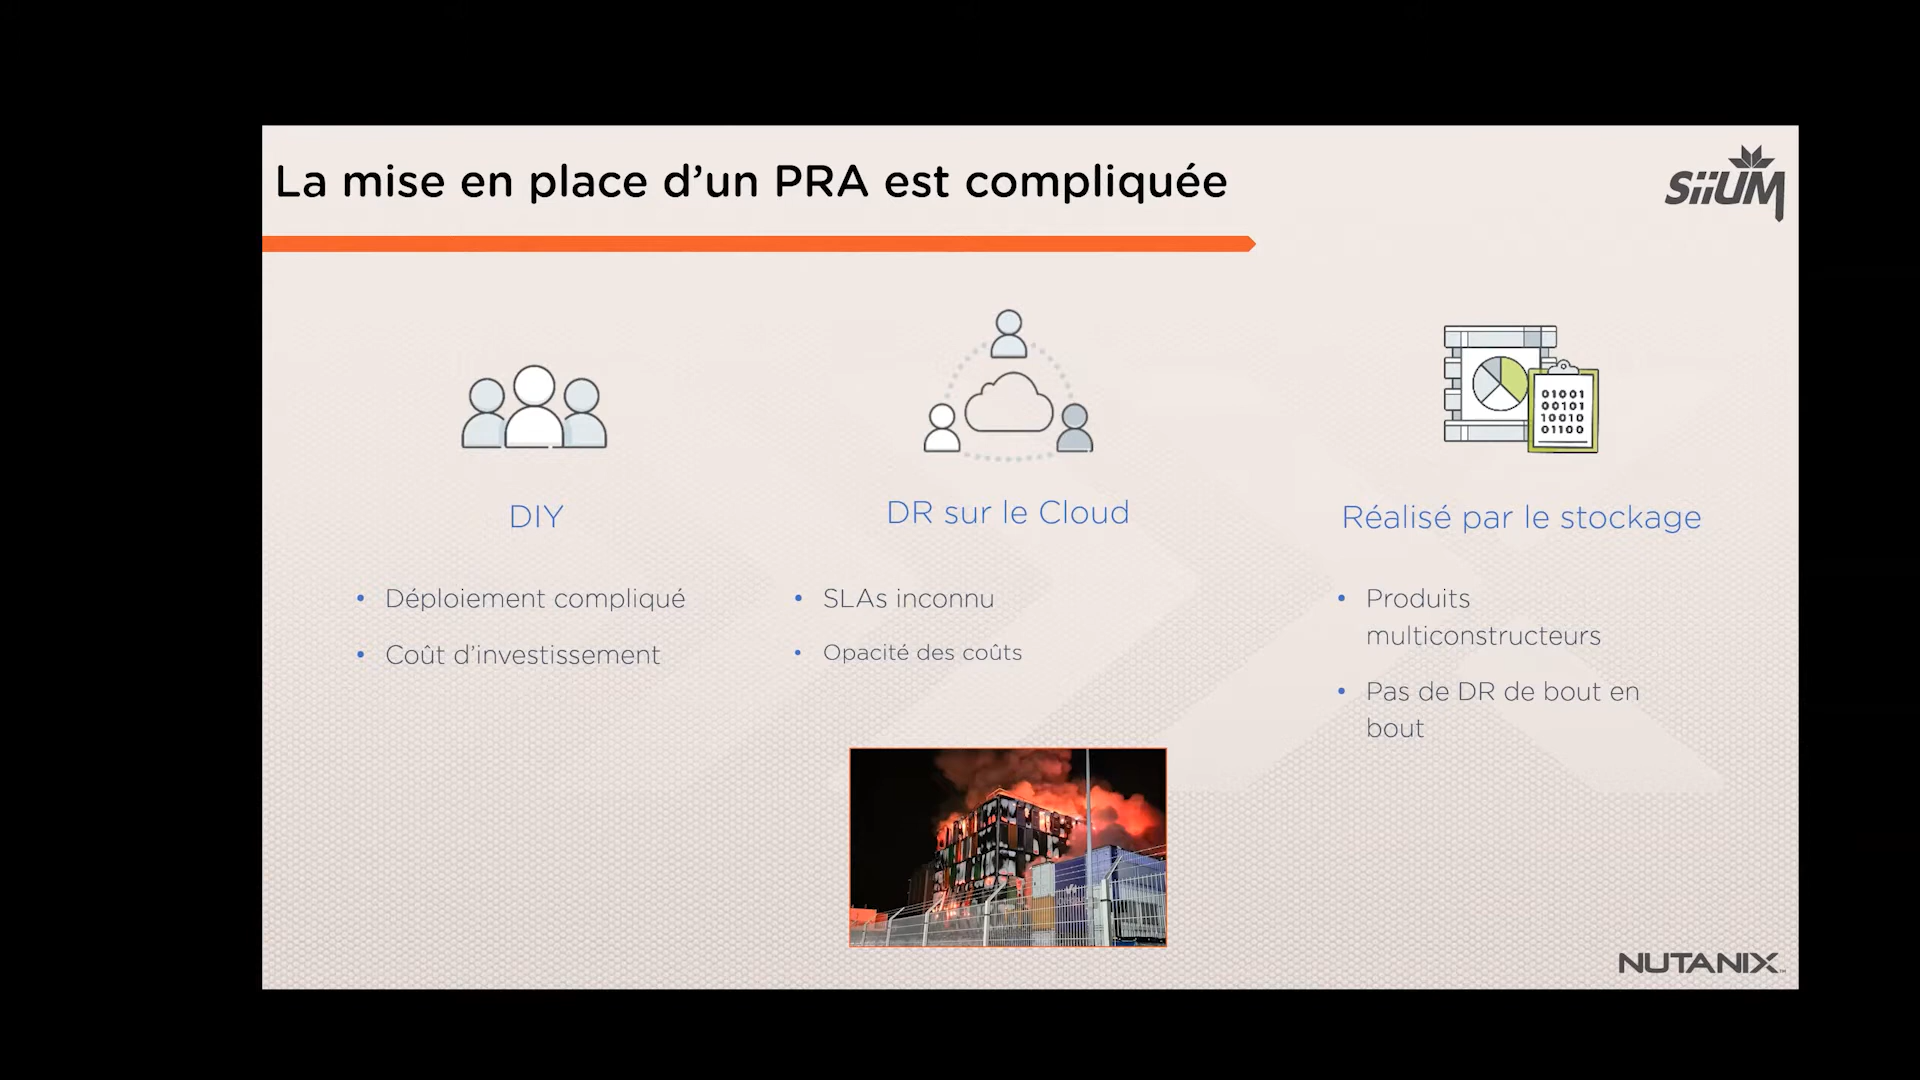 La mise en place d’un PRA est compliquée
SiiUM
01001
00101
10010
01100
DIY
DR sur le Cloud
Réalisé par le stockage
• Déploiement compliqué
• Coût d’investissement
• SLAs inconnu
• Opacité des coûts
• Produits
multiconstructeurs
• Pas de DR de bout en
bout
NUTANIX™